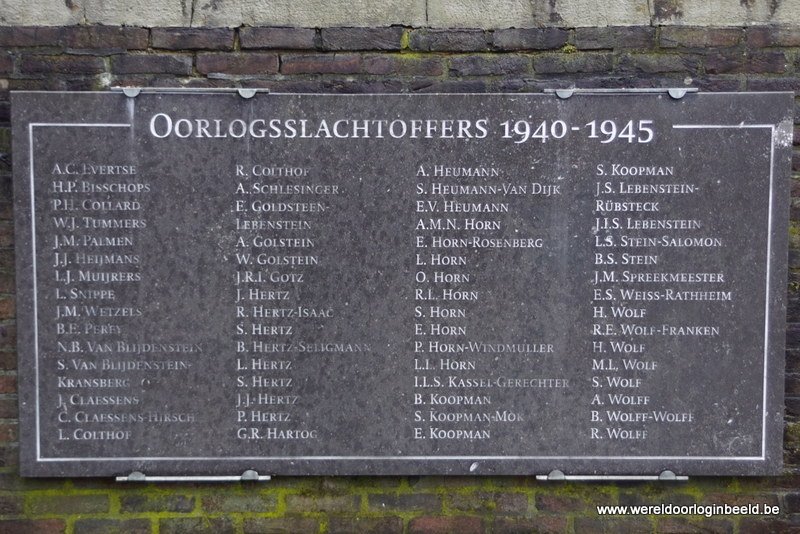 OORLOGSSLACHTOFFERS 1940-1945
A.C. EVERTSE
H.P. BISSCHOPS
P.H. COLLARD
W.J. TUMMERS
J.M. PALMEN
J.J. HEIJMANS
L.J. MUIJRERS
L. SNIPPE
J.M. WETZELS
B.E. PEREY
N.B. VAN BLIJDENSTEIN
S. VAN BLIJDENSTEIN-
KRANSBERG
J. CLAESSENS
C. CLAESSENS-HIRSCH
L. COLTHOF
R. COLTHOF
A. SCHLESINGER
E. GOLDSTEEN-
LEBENSTEIN
A. GOLSTEIN
W. GOLSTEIN
J.R.I. GOTZ
J. HERTZ
R. HERTZ-ISAAC
S. HERTZ
B. HERTZ-SELIGMANN
L. HERTZ
S. HERTZ
J.J. HERTZ
P. HERTZ
G.R. HARTOG
A. HEUMANN
S. HEUMANN-VAN DIJK
E.V. HEUMANN
A.M.N. HORN
E. HORN-ROSENBERG
L. HORN
O. HORN
R.L. HORN
S. HORN
E. HORN
P. HORN-WINDMULLER
L.L. HORN
I.L.S. KASSEL-GERECHTER
B. KOOPMAN
S. KOOPMAN-MOK
E. KOOPMAN
S. KOOPMAN
J.S. LEBENSTEIN-
RÜBSTECK
J.I.S. LEBENSTEIN
L.S. STEIN-SALOMON
B.S. STEIN
J.M. SPREEKMEESTER
E.S. WEISS-RATHHEIM
H. WOLF
R.E. WOLF-FRANKEN
H. WOLF
M.L. WOLF
S. WOLF
A. WOLFF
B. WOLFF-WOLFF
R. WOLFF
www.wereldoorloginbeeld.be